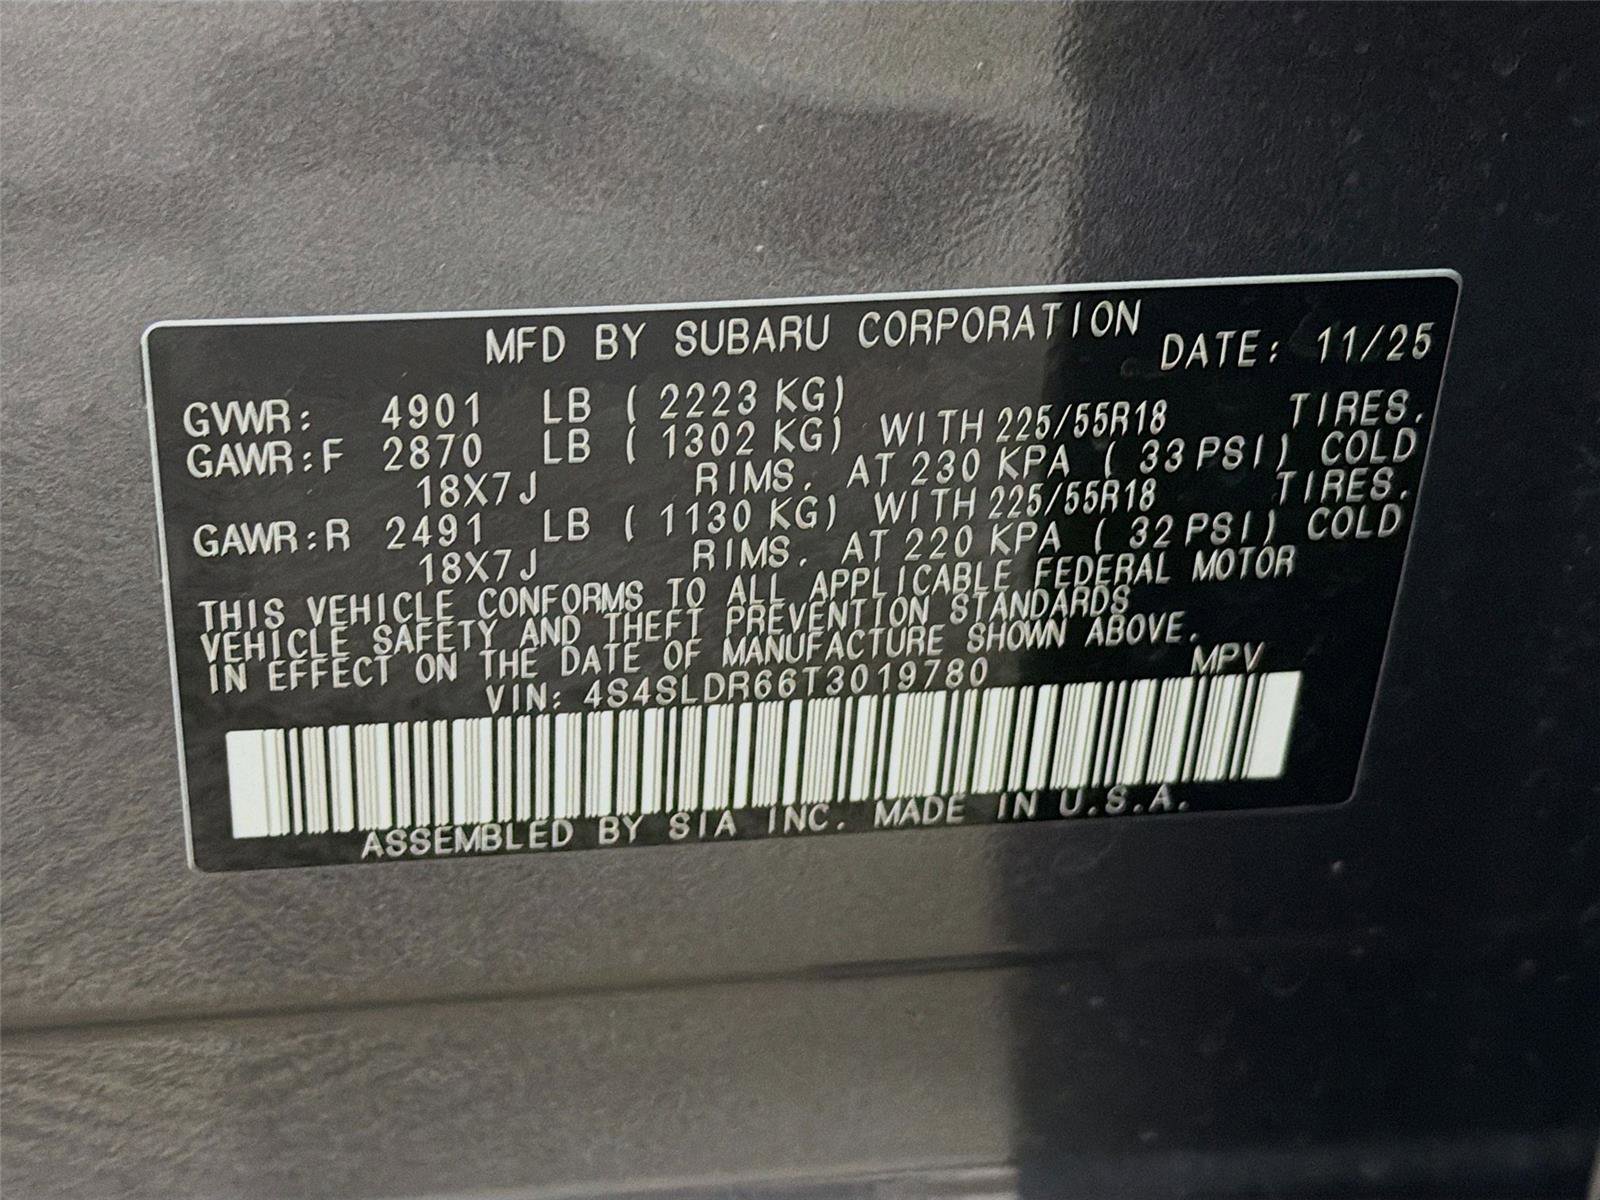 MFD BY SUBARU CORPORATION DATE: 11/25
GVWR: 4901 LB ( 2223 KG)
GAWR:F 2870 LB ( 1302 KG) WITH 225/55R18 TIRES.
18X7J RIMS. AT 230 KPA ( 33 PSI) COLD
GAWR:R 2491 LB ( 1130 KG) WITH 225/55R18 TIRES.
18X7J RIMS. AT 220 KPA ( 32 PSI) COLD
THIS VEHICLE CONFORMS TO ALL APPLICABLE FEDERAL MOTOR
VEHICLE SAFETY AND THEFT PREVENTION STANDARDS
IN EFFECT ON THE DATE OF MANUFACTURE SHOWN ABOVE.
VIN: 4S4SLDR66T3019780 MPV
ASSEMBLED BY SIA INC. MADE IN U.S.A.